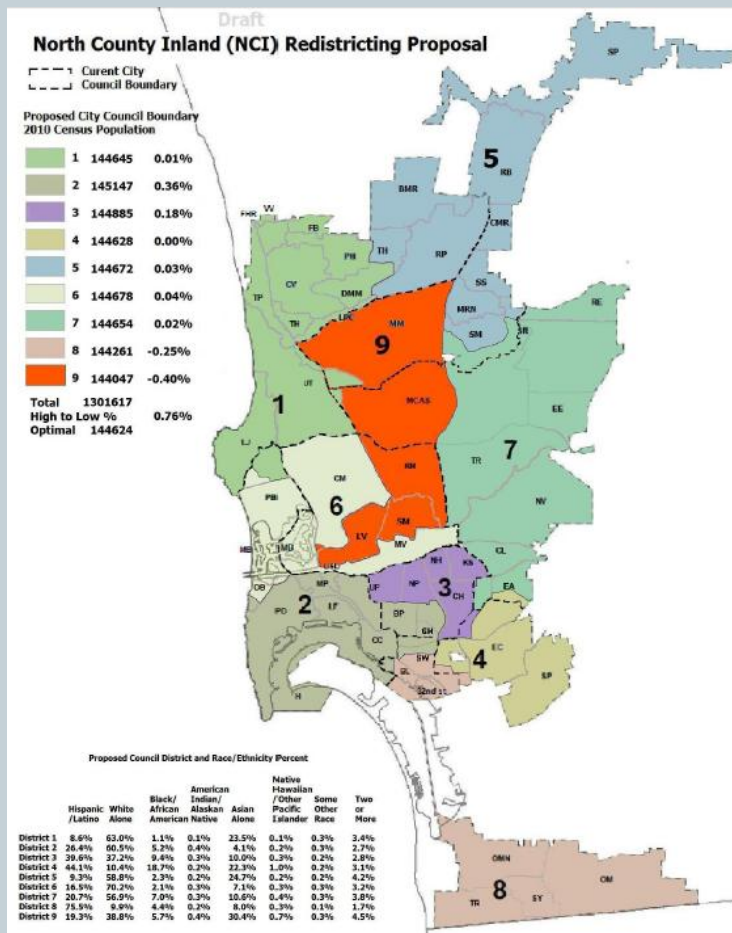 Draft
North County Inland (NCI) Redistricting Proposal
Curent City
Council Boundary
Proposed City Council Boundary
2010 Census Population
1 144645 0.01%
2 145147 0.36%
3 144885 0.18%
4 144628 0.00%
5 144672 0.03%
6 144678 0.04%
7 144654 0.02%
8 144261 -0.25%
9 144047 -0.40%
Total 1301617
High to Low % 0.76%
Optimal 144624
SP
5
RB
BMR
CMR
TH
RP
SS
MRN
SM
FB
CV
DMM
TP
TH
LPC
MM
9
RE
UT
MCAS
1
EE
TR
7
LJ
CM
NV
PBI
6
LV
SM
MB
MB
MV
OB
CL
EA
NH
NP
3
CH
2
MP
PO
GH
CC
EC
4
SW
SE
32nd st
SP
H
Proposed Council District and Race/Ethnicity Percent
Hispanic /Latino White Alone Black/ African American American Indian/ Alaskan Native Asian Alone Native Hawaiian /Other Pacific Islander Some Other Race Two or More
District 1 8.6% 63.0% 1.1% 0.1% 23.5% 0.1% 0.3% 3.4%
District 2 26.4% 60.5% 5.2% 0.4% 4.1% 0.2% 0.3% 2.7%
District 3 39.6% 37.2% 9.4% 0.3% 10.0% 0.3% 0.2% 2.8%
District 4 44.1% 10.4% 18.7% 0.2% 22.3% 1.0% 0.2% 3.1%
District 5 9.3% 58.8% 2.3% 0.2% 24.7% 0.2% 0.2% 4.2%
District 6 16.5% 70.2% 2.1% 0.3% 7.1% 0.3% 0.3% 3.2%
District 7 20.7% 56.9% 7.0% 0.3% 10.6% 0.4% 0.3% 3.8%
District 8 75.5% 9.9% 4.4% 0.2% 8.0% 0.3% 0.1% 1.7%
District 9 19.3% 38.8% 5.7% 0.4% 30.4% 0.7% 0.3% 4.5%
OMN
OM
8
TR
SY